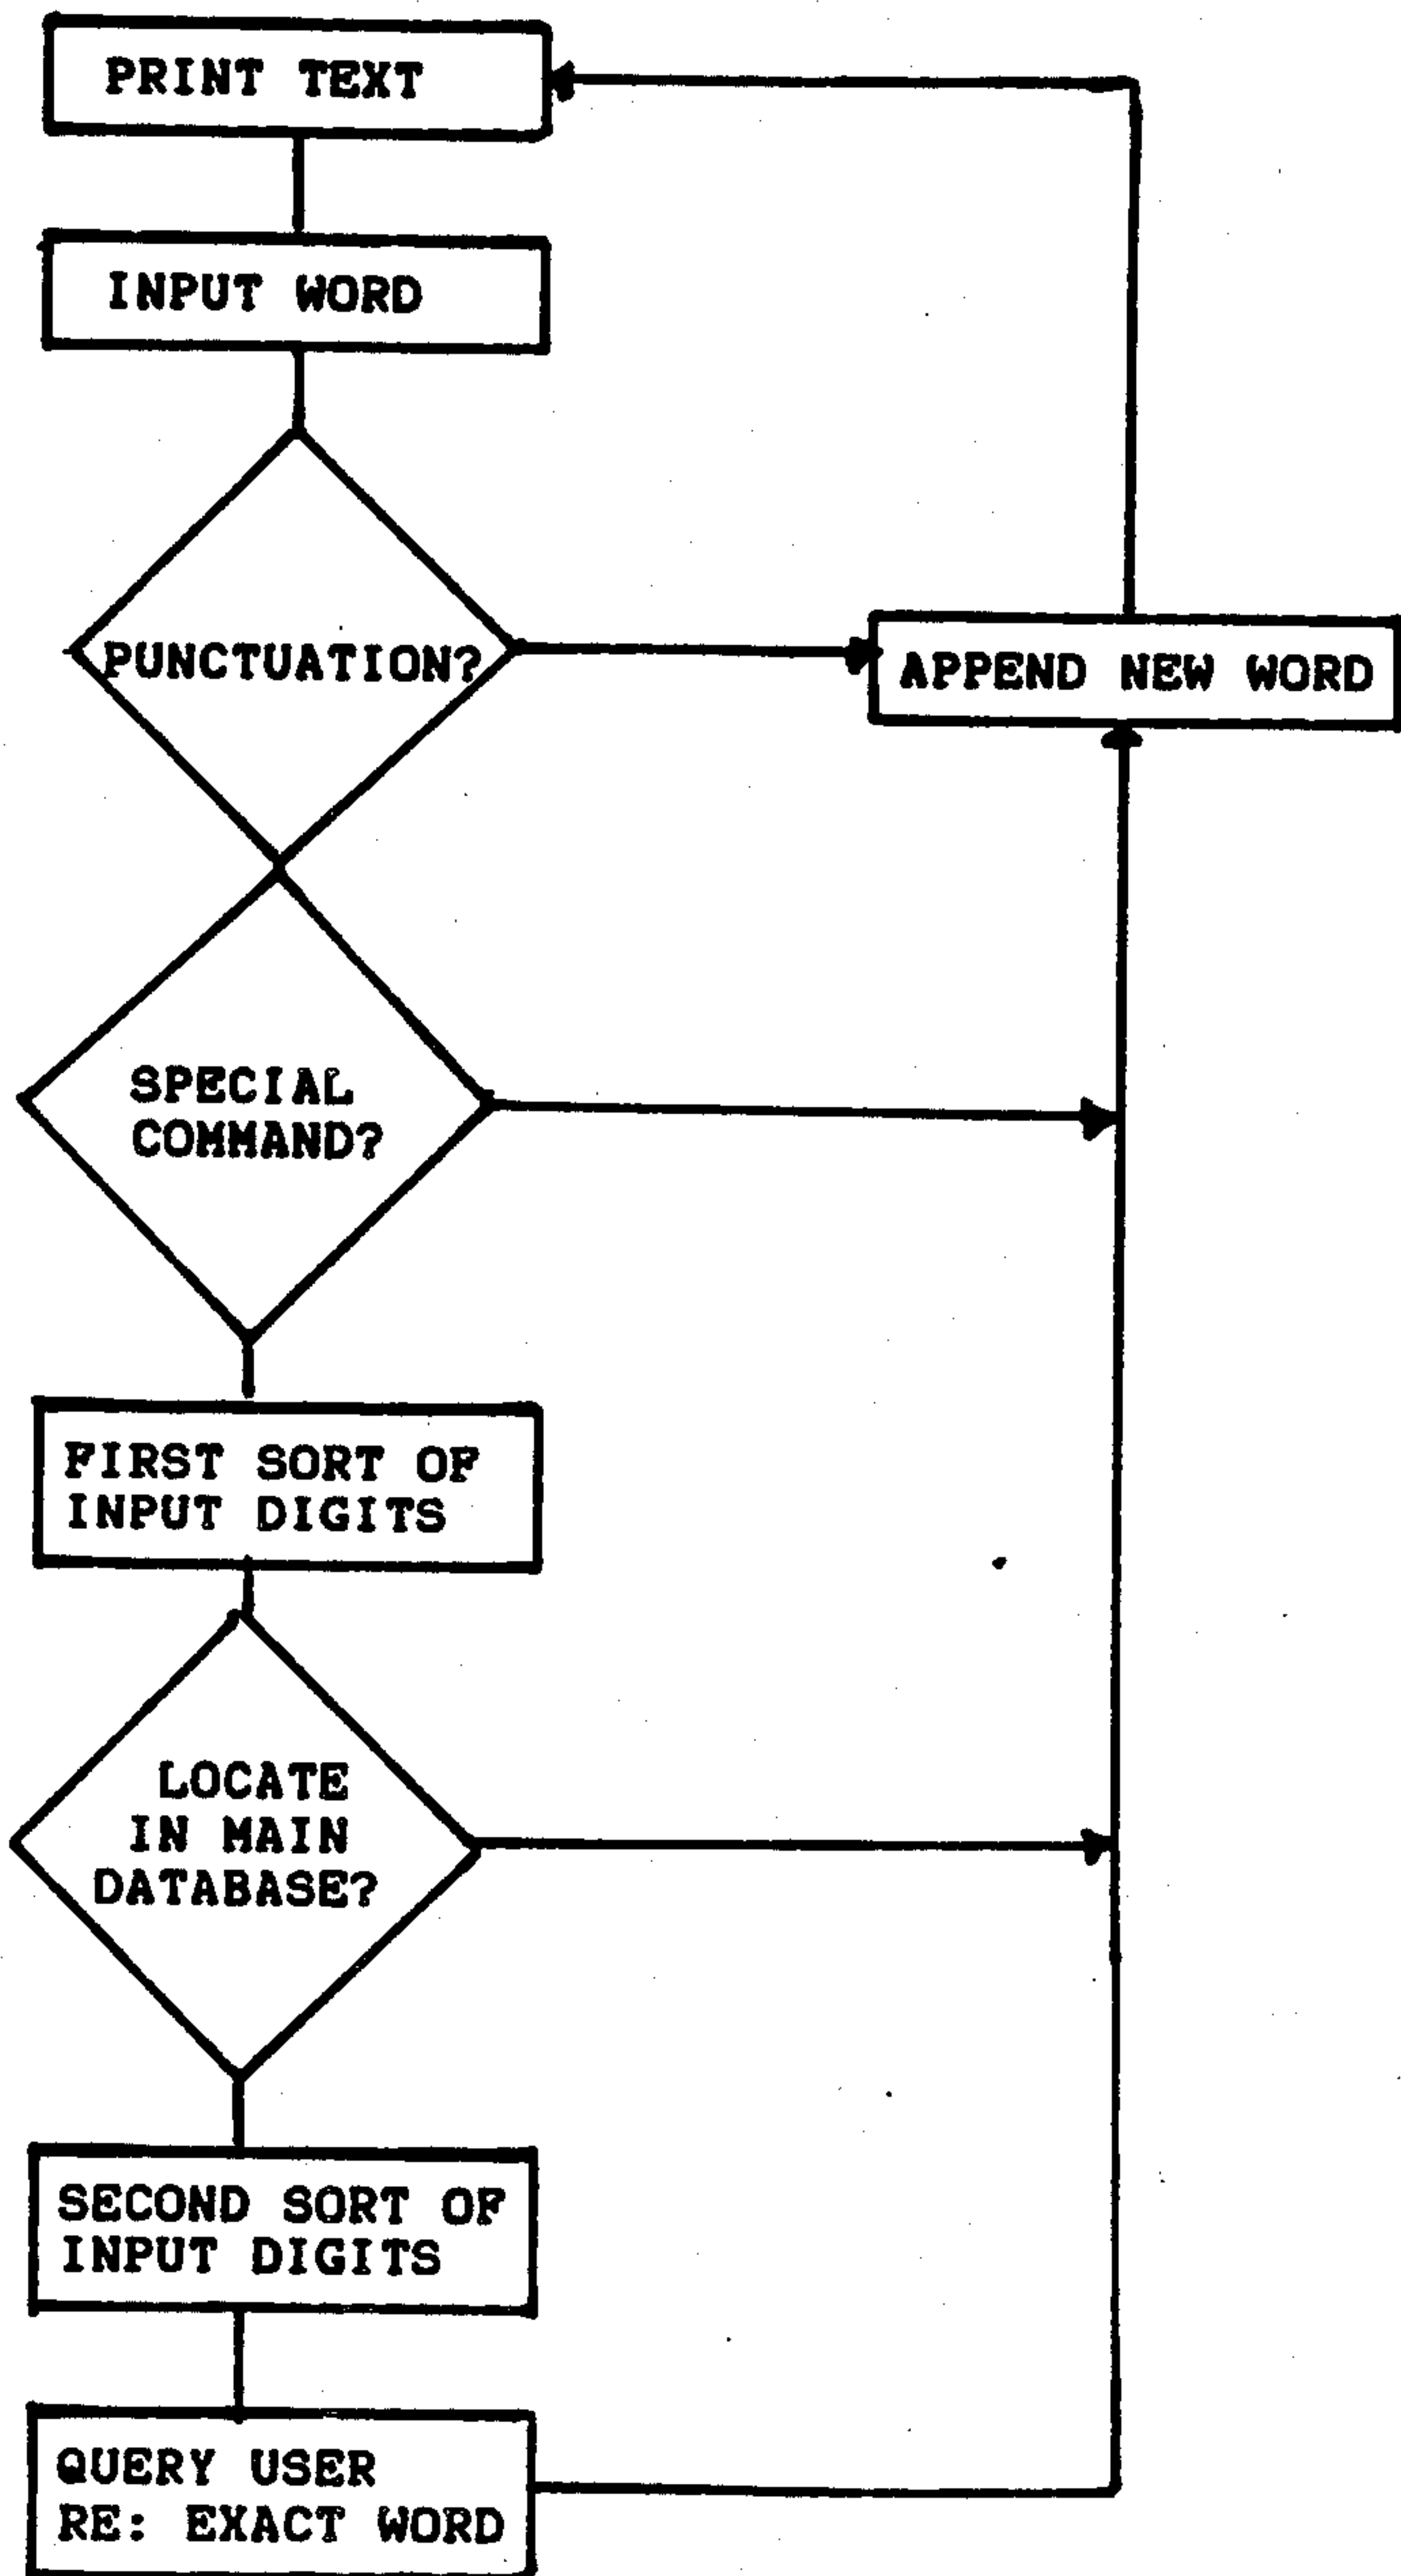 PRINT TEXT
INPUT WORD
PUNCTUATION?
APPEND NEW WORD
SPECIAL
COMMAND?
FIRST SORT OF
INPUT DIGITS
LOCATE
IN MAIN
DATABASE?
SECOND SORT OF
INPUT DIGITS
QUERY USER
RE: EXACT WORD